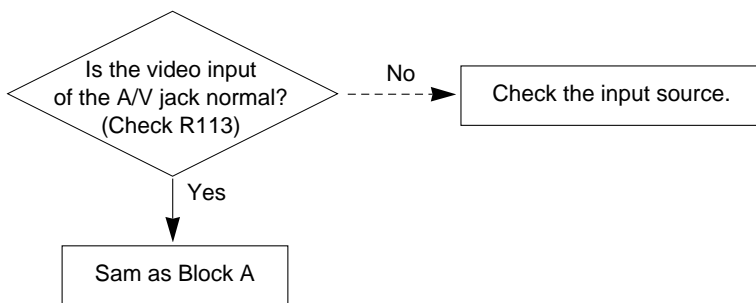 Is the video input
of the A/V jack normal?
(Check R113)
No
Check the input source.
Yes
Sam as Block A